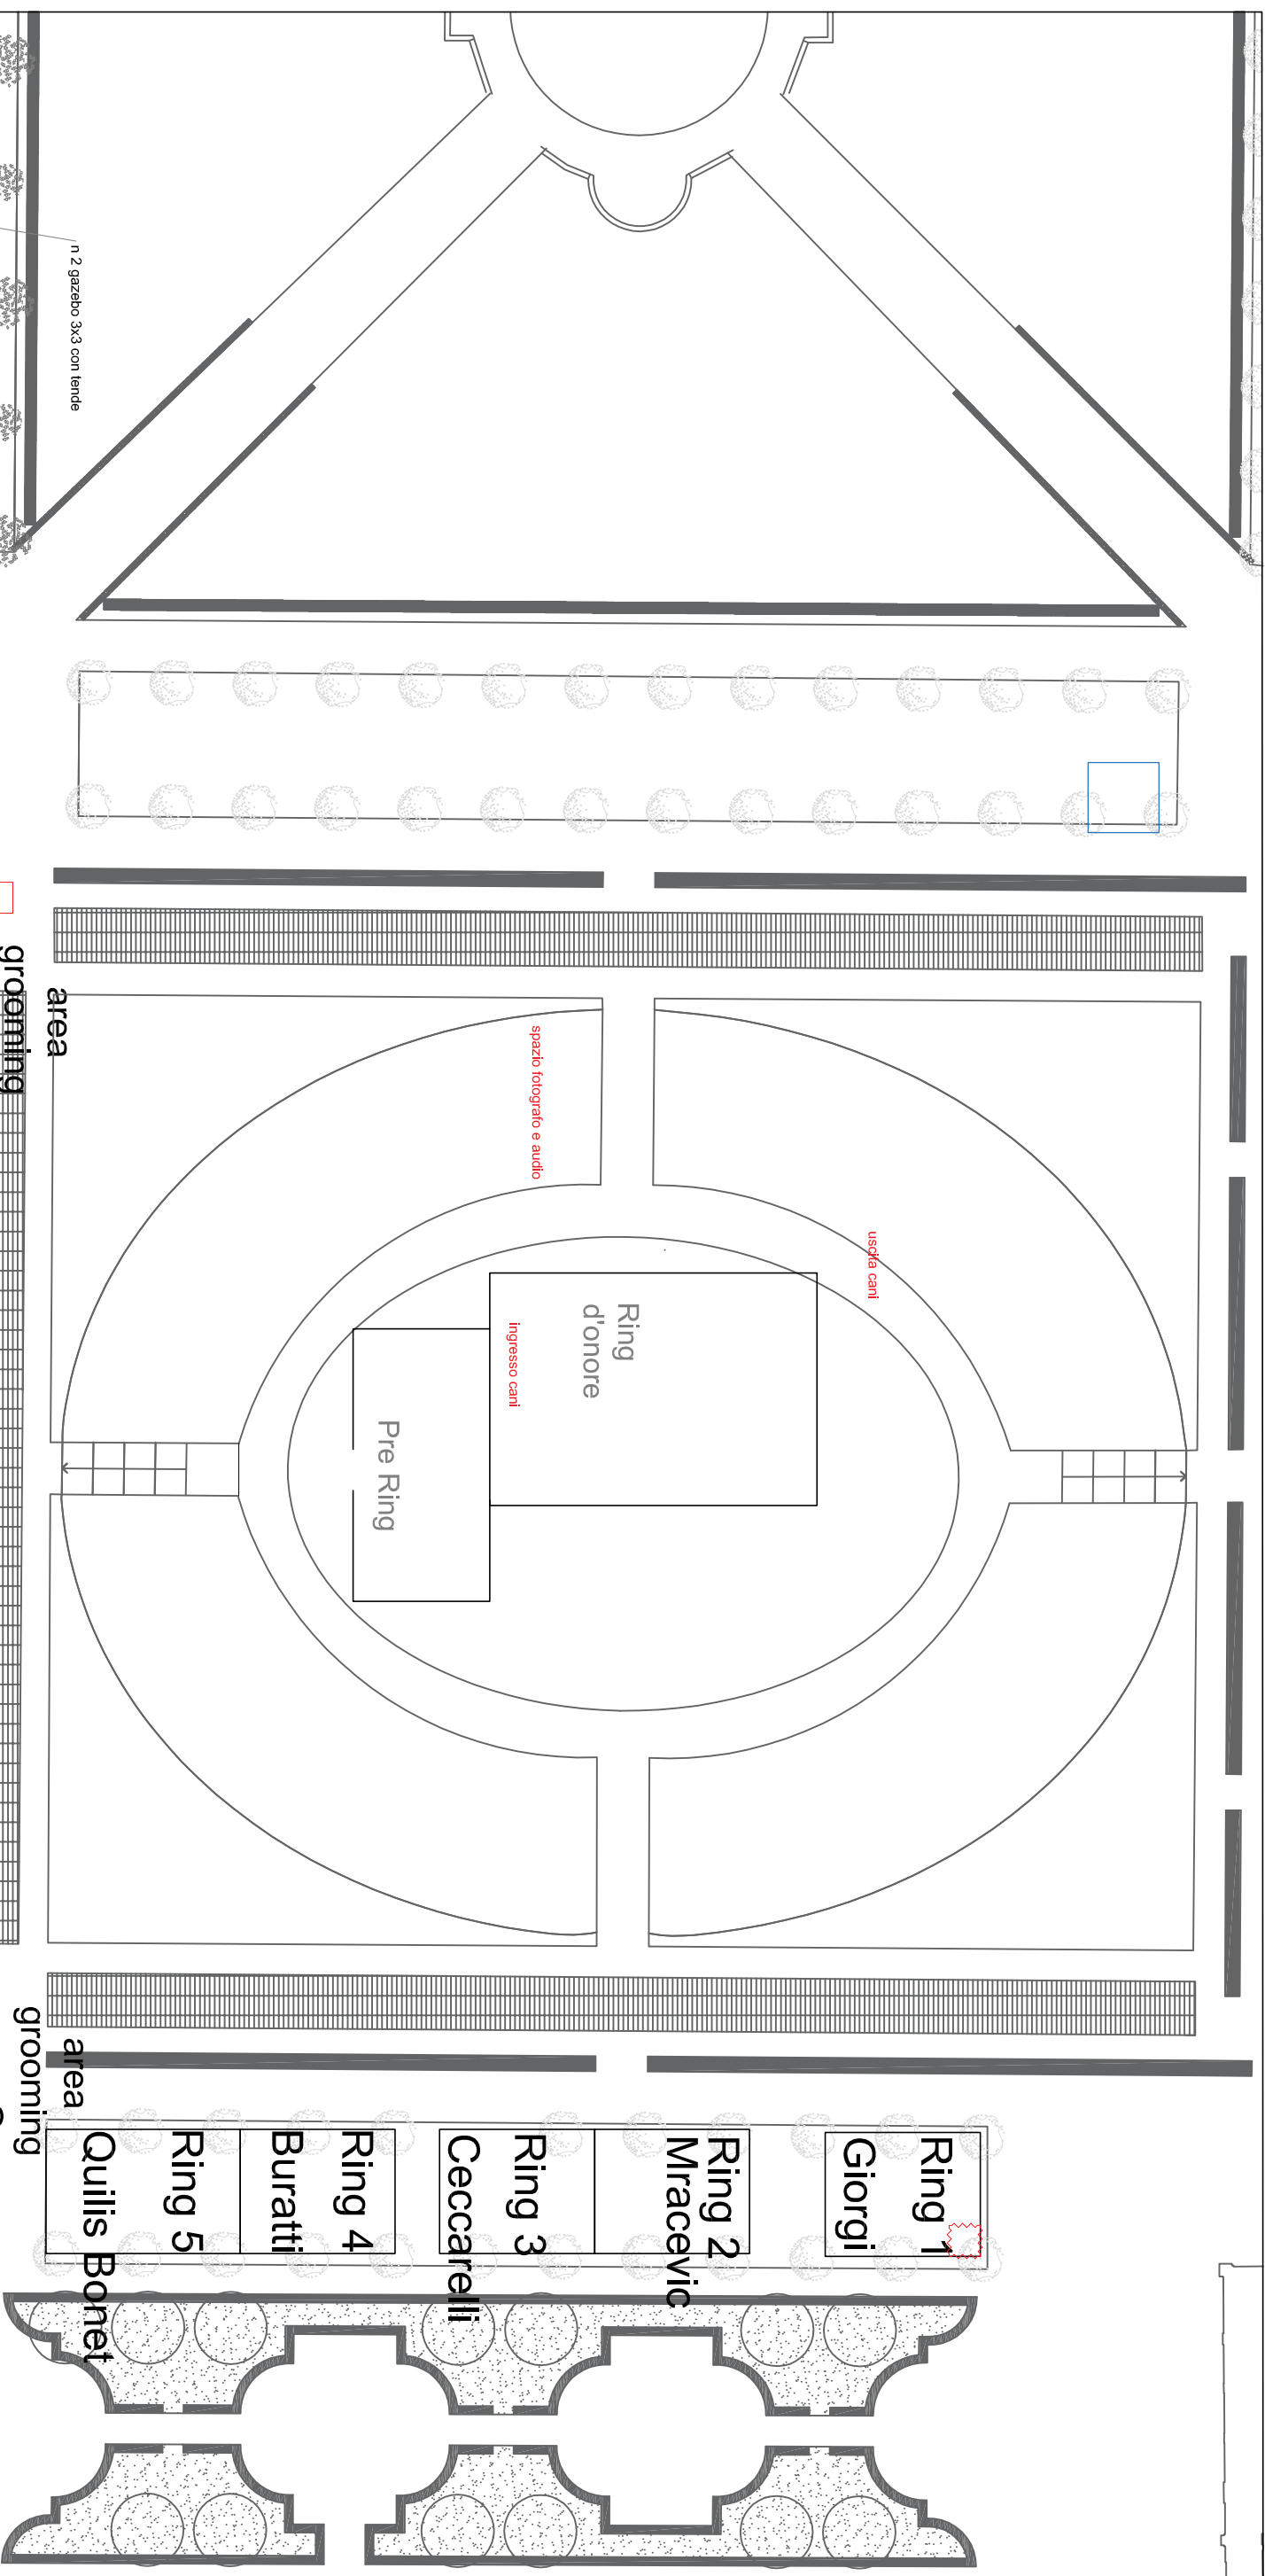 n 2 gazebo 3x3 con tende
area
grooming
spazio fotografo e audio
uscita cani
Ring
d'onore
ingresso cani
Pre Ring
area
grooming
Ring 1
Giorgi
Ring 2
Mracevic
Ring 3
Ceccarelli
Ring 4
Buratti
Ring 5
Quilis Bonet